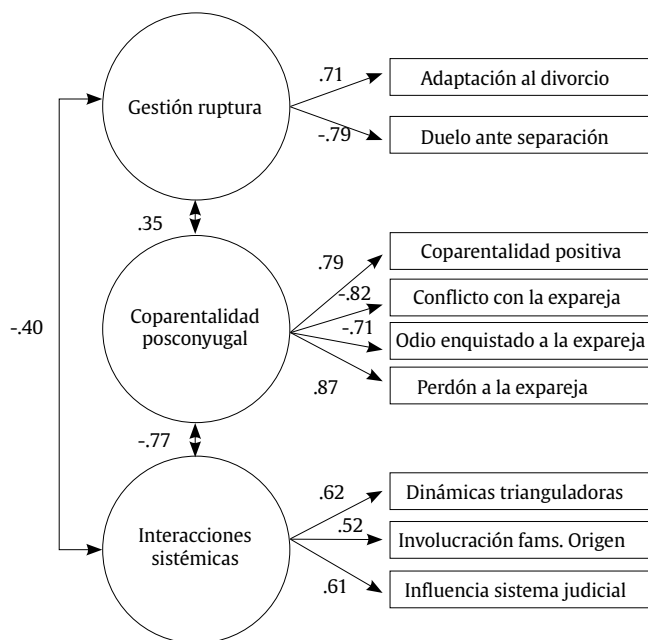 .71
Adaptación al divorcio
Gestión ruptura
-.79
Duelo ante separación
.35
.79
Coparentalidad positiva
-.82
Conflicto con la expareja
Coparentalidad
posconyugal
-.71
Odio enquistado a la expareja
-.40
.87
Perdón a la expareja
-.77
.62
Dinámicas trianguladoras
.52
Involucración fams. Origen
Interacciones
sistémicas
.61
Influencia sistema judicial